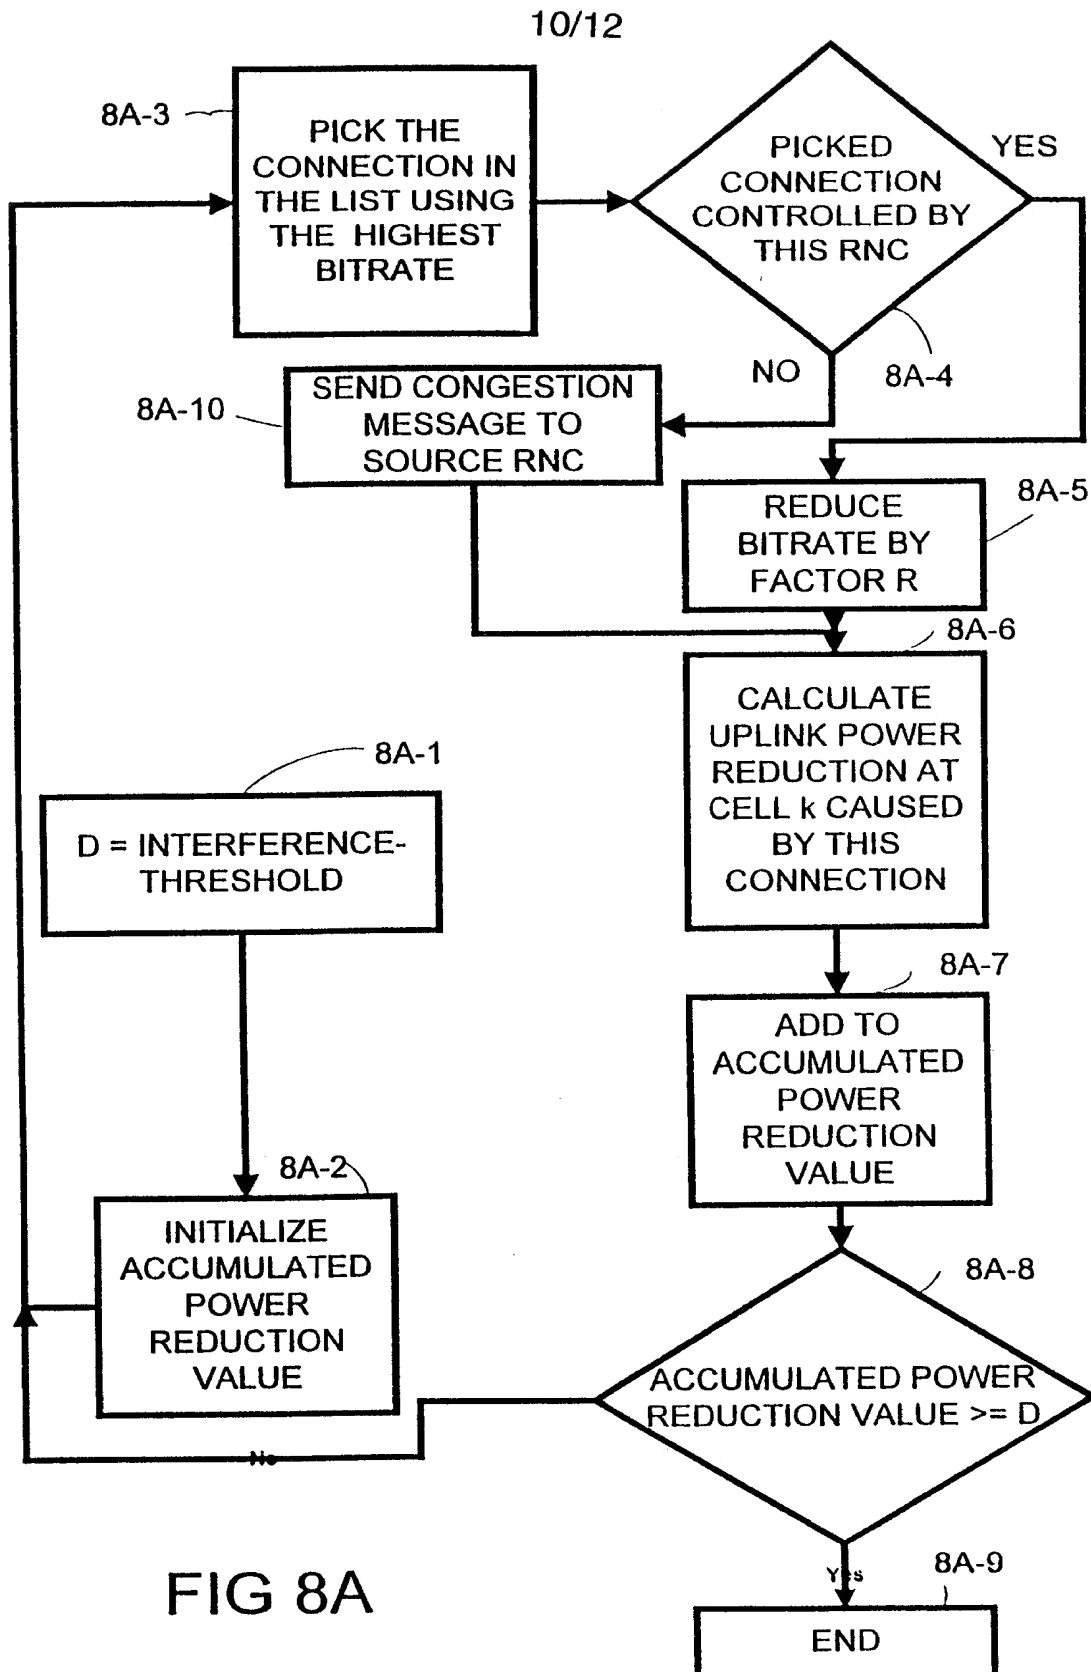 10/12
8A-3
PICK THE
CONNECTION IN
THE LIST USING
THE HIGHEST
BITRATE
PICKED
CONNECTION
CONTROLLED BY
THIS RNC
YES
NO
8A-4
8A-10
SEND CONGESTION
MESSAGE TO
SOURCE RNC
8A-5
REDUCE
BITRATE BY
FACTOR R
8A-6
CALCULATE
UPLINK POWER
REDUCTION AT
CELL k CAUSED
BY THIS
CONNECTION
8A-1
D = INTERFERENCE-
THRESHOLD
8A-7
ADD TO
ACCUMULATED
POWER
REDUCTION
VALUE
8A-2
INITIALIZE
ACCUMULATED
POWER
REDUCTION
VALUE
8A-8
ACCUMULATED POWER
REDUCTION VALUE >= D
No
Yes
8A-9
END
FIG 8A